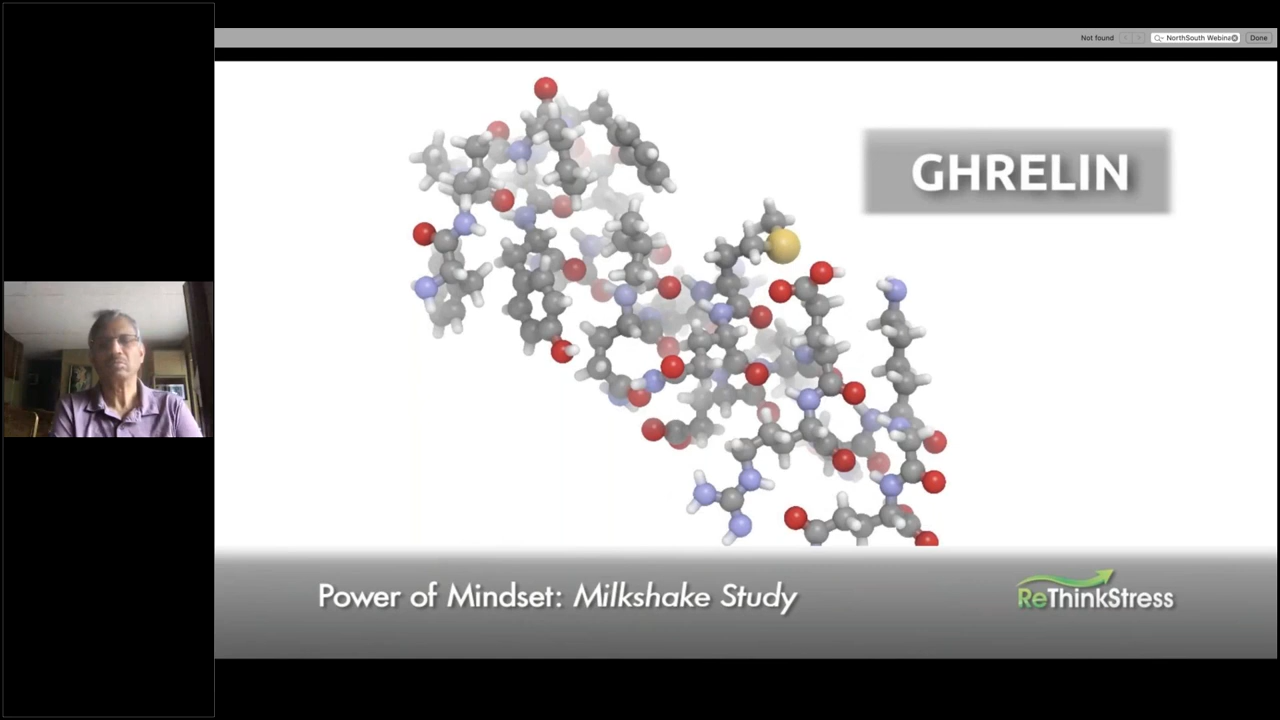 Not found
NorthSouth Webina
Done
GHRELIN
Power of Mindset: Milkshake Study
ReThinkStress